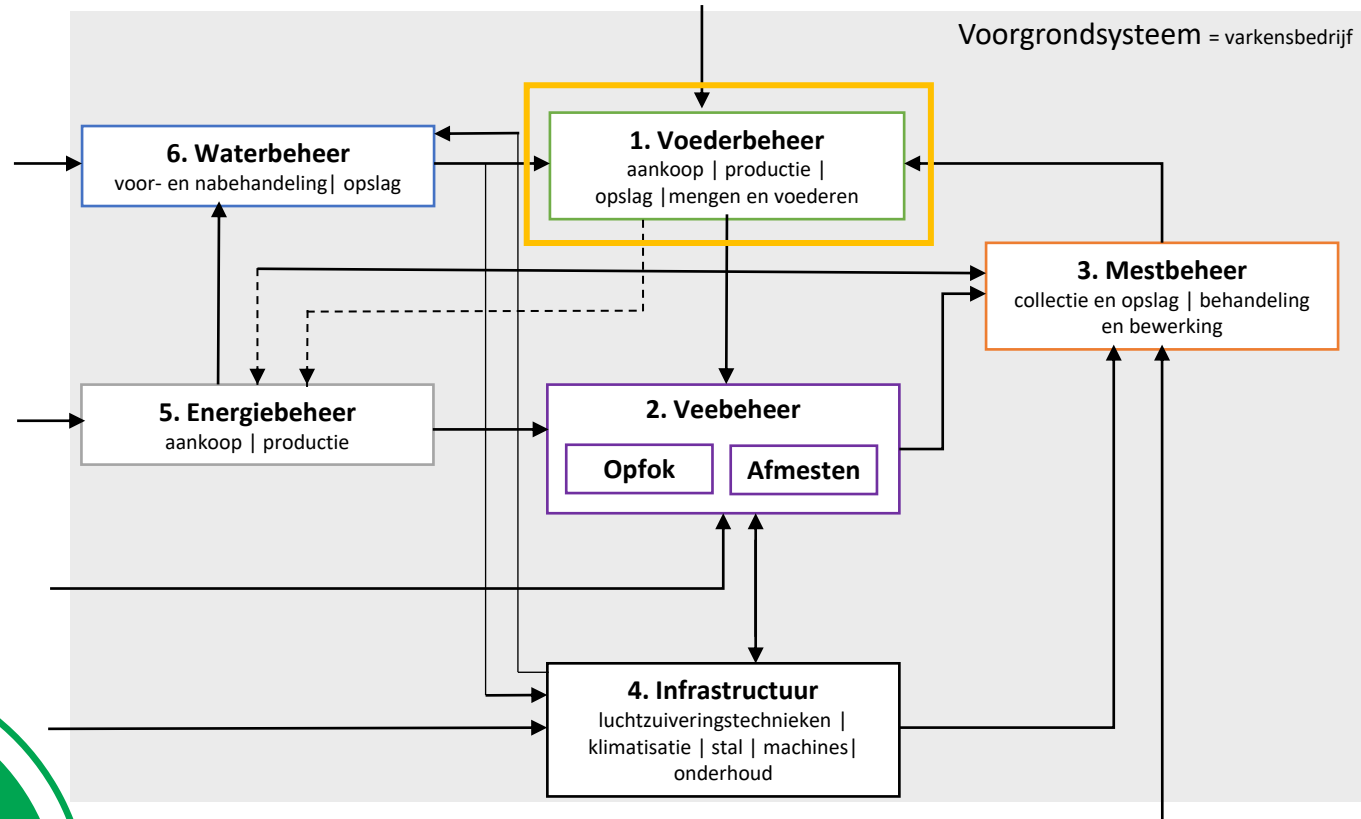 Voorgrondsysteem = varkensbedrijf
6. Waterbeheer
voor- en nabehandeling| opslag
1. Voederbeheer
aankoop | productie |
opslag |mengen en voederen
3. Mestbeheer
collectie en opslag | behandeling
en bewerking
5. Energiebeheer
aankoop | productie
2. Veebeheer
Opfok
Afmesten
4. Infrastructuur
luchtzuiveringstechnieken |
klimatisatie | stal | machines|
onderhoud